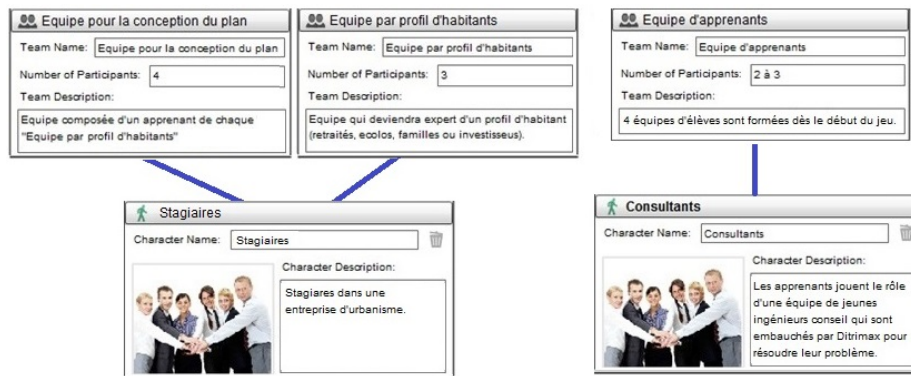 Equipe pour la conception du plan
Team Name: Equipe pour la conception du plan
Number of Participants: 4
Team Description:
Equipe composée d'un apprenant de chaque
"Equipe par profil d'habitants"
Equipe par profil d'habitants
Team Name: Equipe par profil d'habitants
Number of Participants: 3
Team Description:
Equipe qui deviendra expert d'un profil d'habitant
(retraités, ecolos, familles ou investisseus).
Equipe d'apprenants
Team Name: Equipe d'apprenants
Number of Participants: 2 à 3
Team Description:
4 équipes d'élèves sont formées dès le début du jeu.
Stagiaires
Character Name: Stagiaires
Character Description:
Stagiares dans une
entreprise d'urbanisme.
Consultants
Character Name: Consultants
Character Description:
Les apprenants jouent le rôle
d'une équipe de jeunes
ingénieurs conseil qui sont
embauchés par Ditrimax pour
résoudre leur problème.